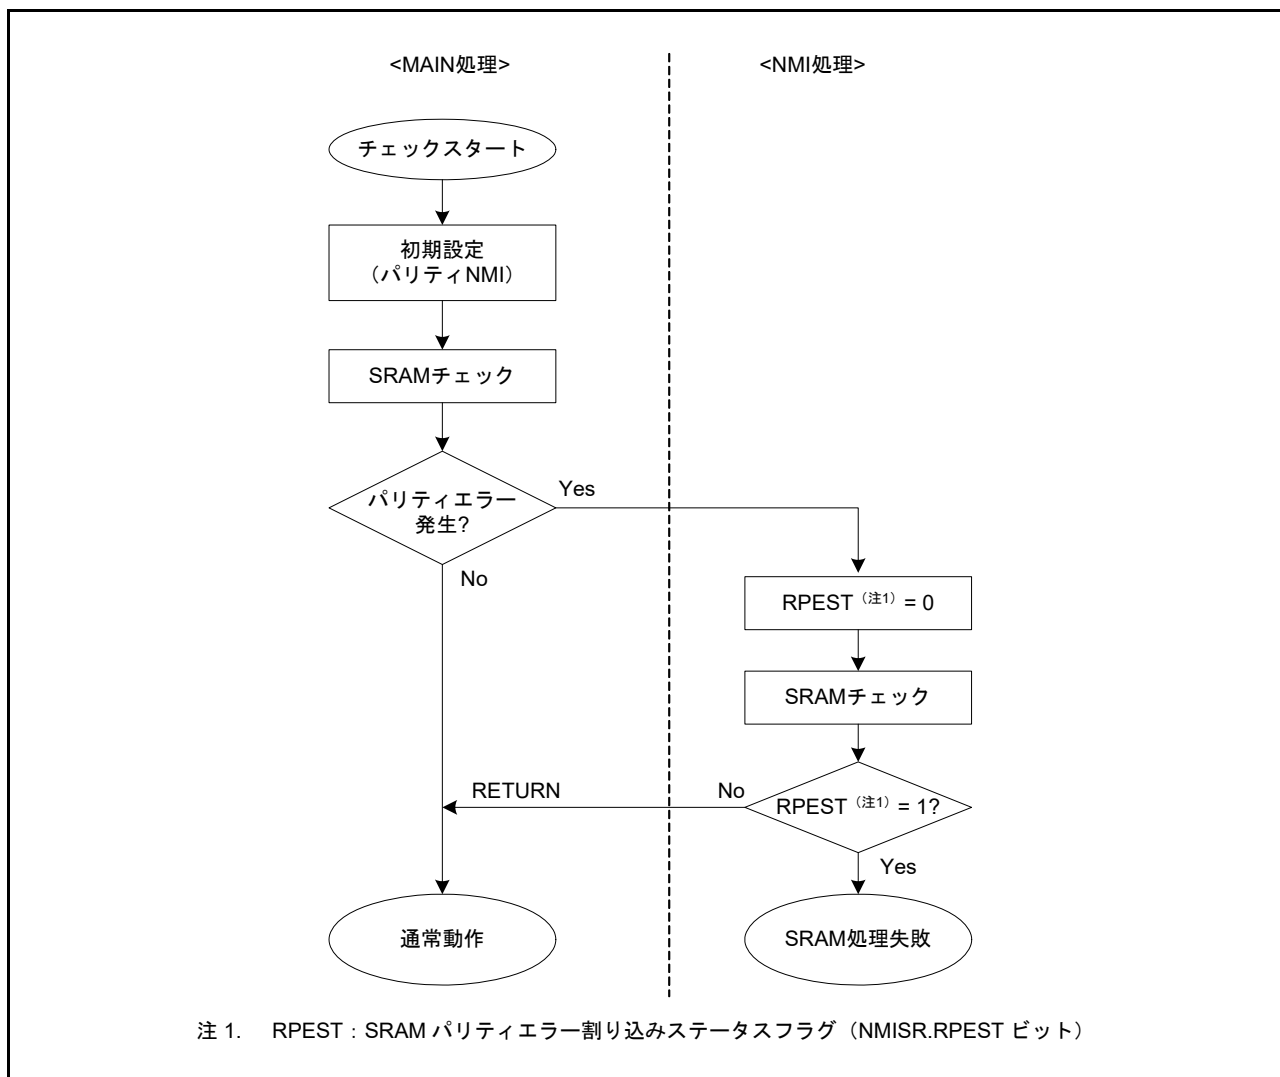 <MAIN処理>
<NMI処理>
チェックスタート
初期設定
（パリティNMI）
SRAMチェック
パリティエラー
発生?
Yes
No
RPEST（注1） = 0
SRAMチェック
RPEST（注1） = 1?
No
RETURN
Yes
通常動作
SRAM処理失敗
注 1. RPEST：SRAM パリティエラー割り込みステータスフラグ（NMISR.RPEST ビット）